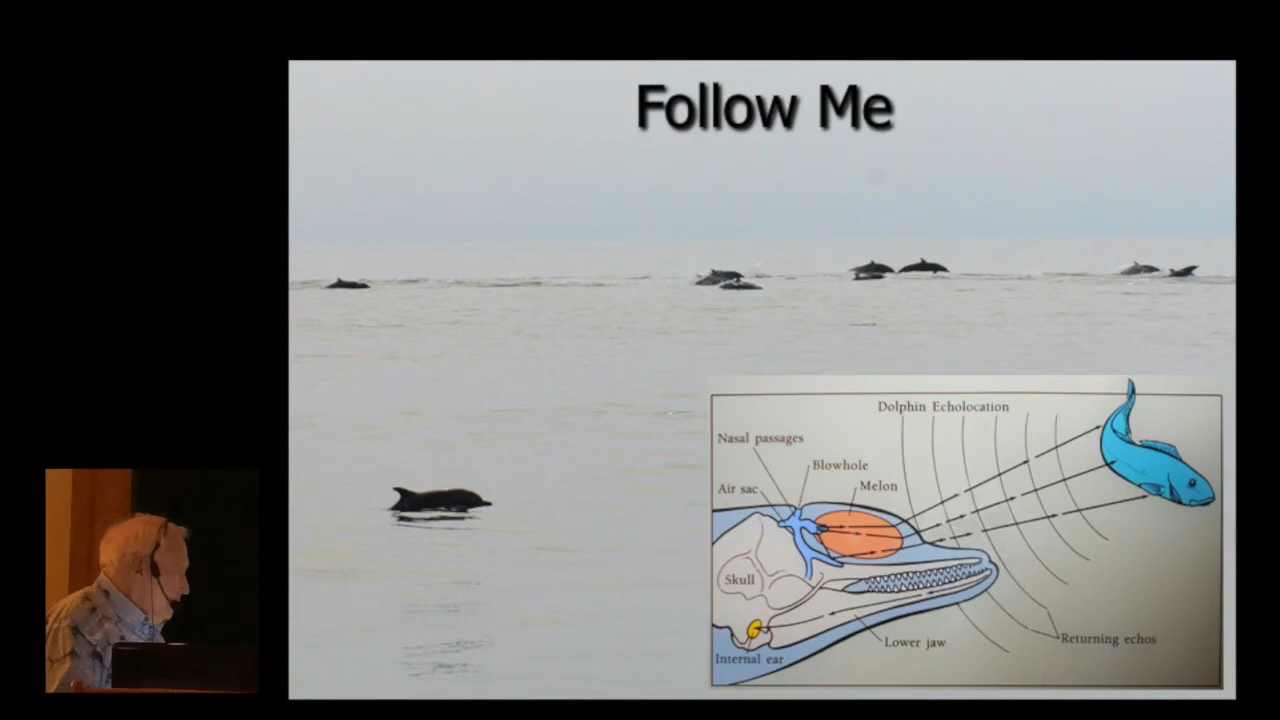 Follow Me
Dolphin Echolocation
Nasal passages
Blowhole
Air sac
Melon
Skull
Internal ear
Lower jaw
Returning echos